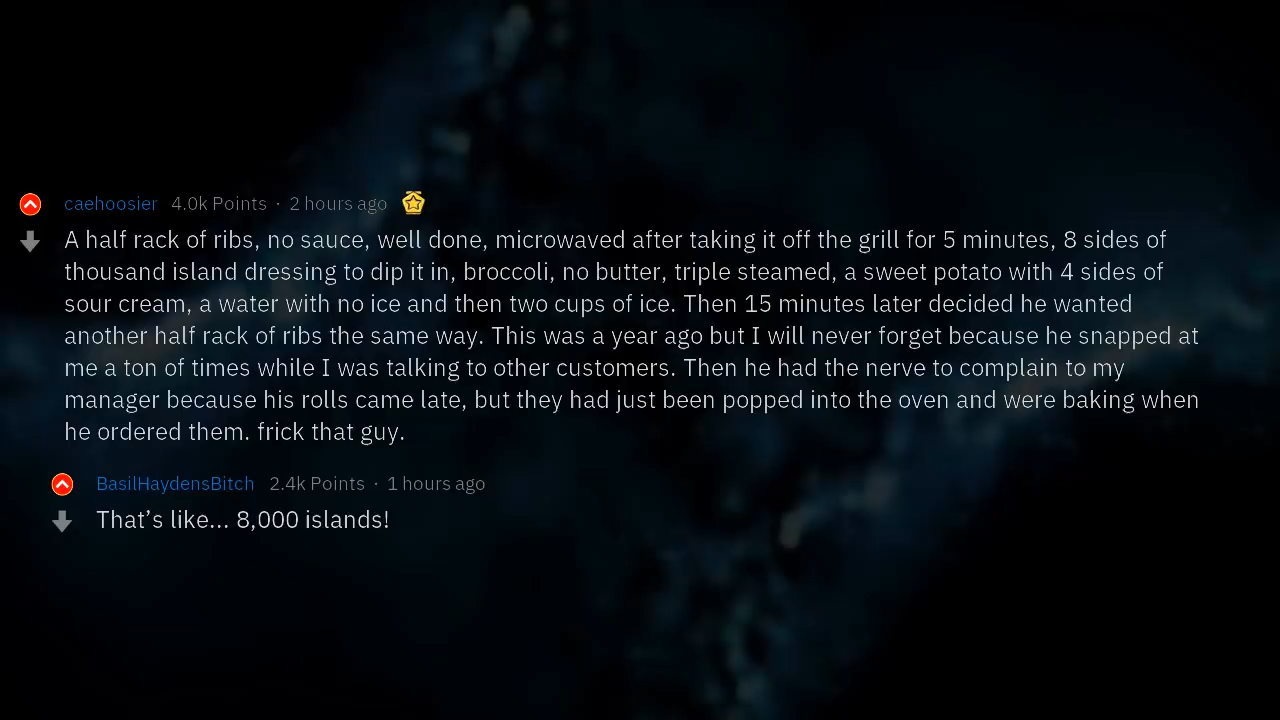 caehoosier 4.0k Points · 2 hours ago
A half rack of ribs, no sauce, well done, microwaved after taking it off the grill for 5 minutes, 8 sides of
thousand island dressing to dip it in, broccoli, no butter, triple steamed, a sweet potato with 4 sides of
sour cream, a water with no ice and then two cups of ice. Then 15 minutes later decided he wanted
another half rack of ribs the same way. This was a year ago but I will never forget because he snapped at
me a ton of times while I was talking to other customers. Then he had the nerve to complain to my
manager because his rolls came late, but they had just been popped into the oven and were baking when
he ordered them. frick that guy.
BasilHaydensBitch 2.4k Points · 1 hours ago
That’s like... 8,000 islands!